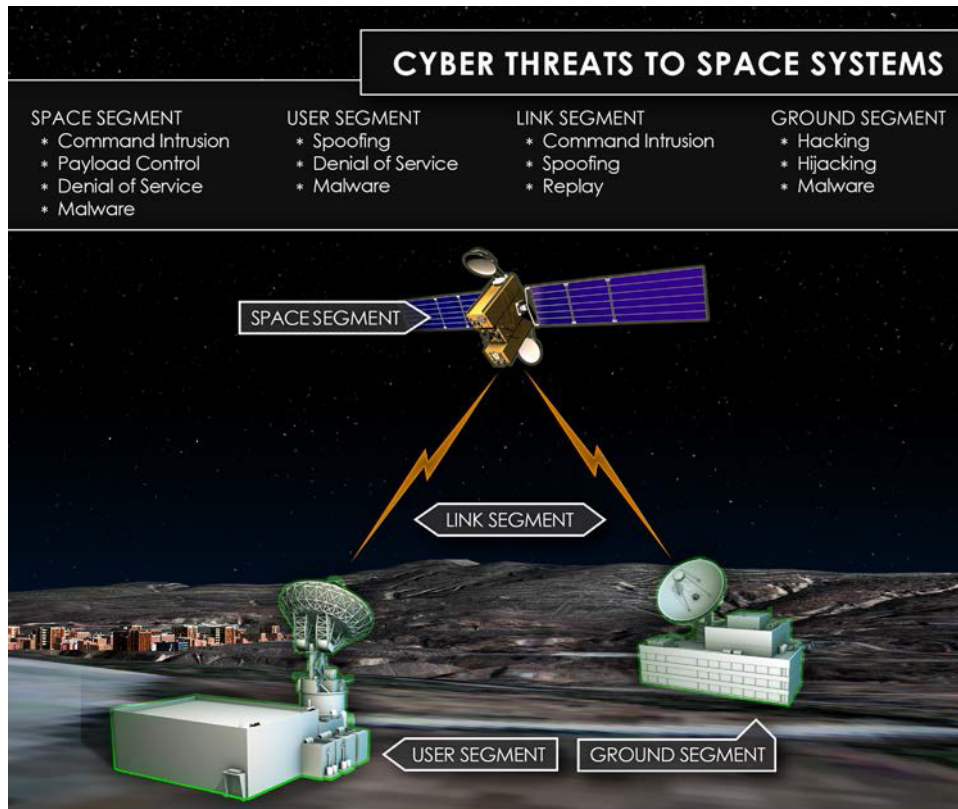 CYBER THREATS TO SPACE SYSTEMS
SPACE SEGMENT
* Command Intrusion
* Payload Control
* Denial of Service
* Malware
USER SEGMENT
* Spoofing
* Denial of Service
* Malware
LINK SEGMENT
* Command Intrusion
* Spoofing
* Replay
GROUND SEGMENT
* Hacking
* Hijacking
* Malware
SPACE SEGMENT
LINK SEGMENT
USER SEGMENT
GROUND SEGMENT